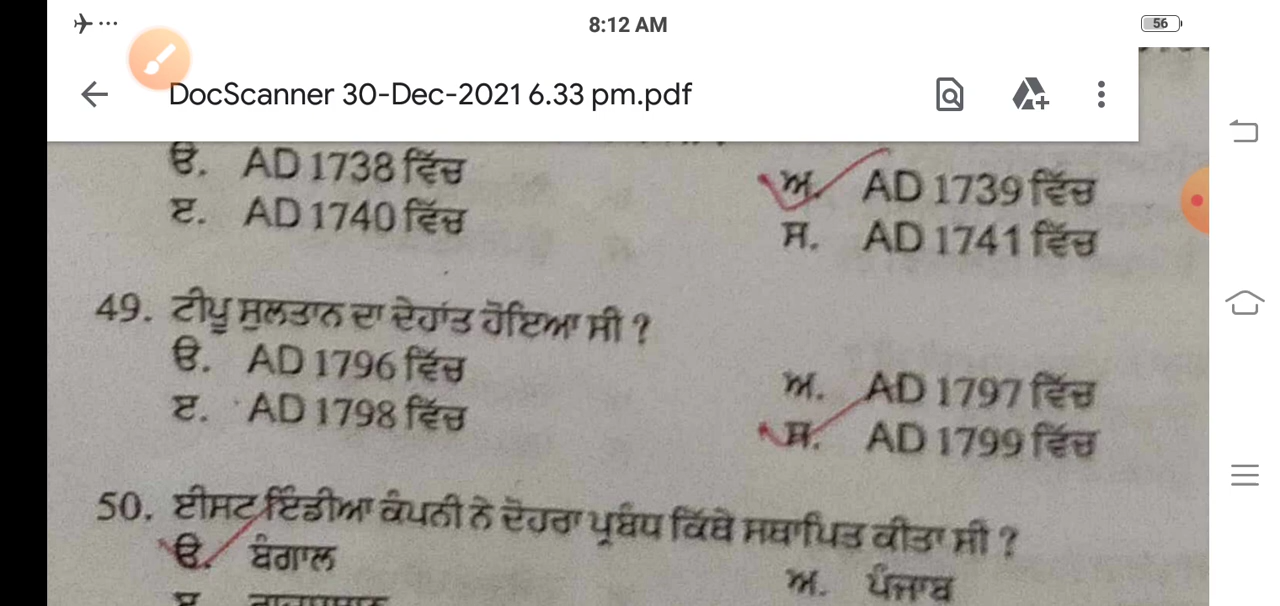 8:12 AM
56
DocScanner 30-Dec-2021 6.33 pm.pdf
ੳ. AD 1738 ਵਿੱਚ
ਅ. AD 1739 ਵਿੱਚ
ੲ. AD 1740 ਵਿੱਚ
ਸ. AD 1741 ਵਿੱਚ
49. ਟੀਪੂ ਸੁਲਤਾਨ ਦਾ ਦੇਹਾਂਤ ਹੋਇਆ ਸੀ ?
ੳ. AD 1796 ਵਿੱਚ
ਅ. AD 1797 ਵਿੱਚ
ੲ. AD 1798 ਵਿੱਚ
ਸ. AD 1799 ਵਿੱਚ
50. ਈਸਟ ਇੰਡੀਆ ਕੰਪਨੀ ਨੇ ਦੋਹਰਾ ਪ੍ਰਬੰਧ ਕਿੱਥੇ ਸਥਾਪਿਤ ਕੀਤਾ ਸੀ ?
ੳ. ਬੰਗਾਲ
ਅ. ਪੰਜਾਬ